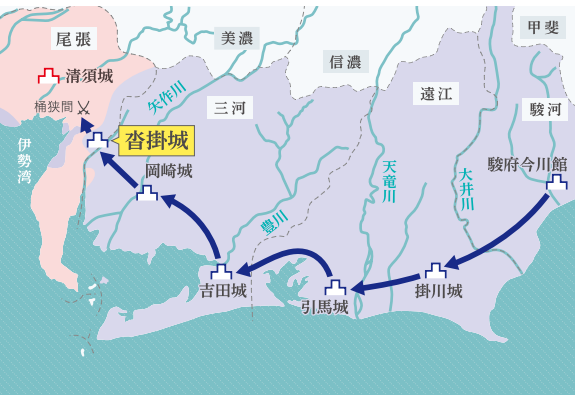 甲斐
尾張
美濃
信濃
清須城
矢作川
三河
遠江
駿河
桶狭間
沓掛城
伊勢湾
岡崎城
天竜川
大井川
駿府今川館
豊川
吉田城
引馬城
掛川城